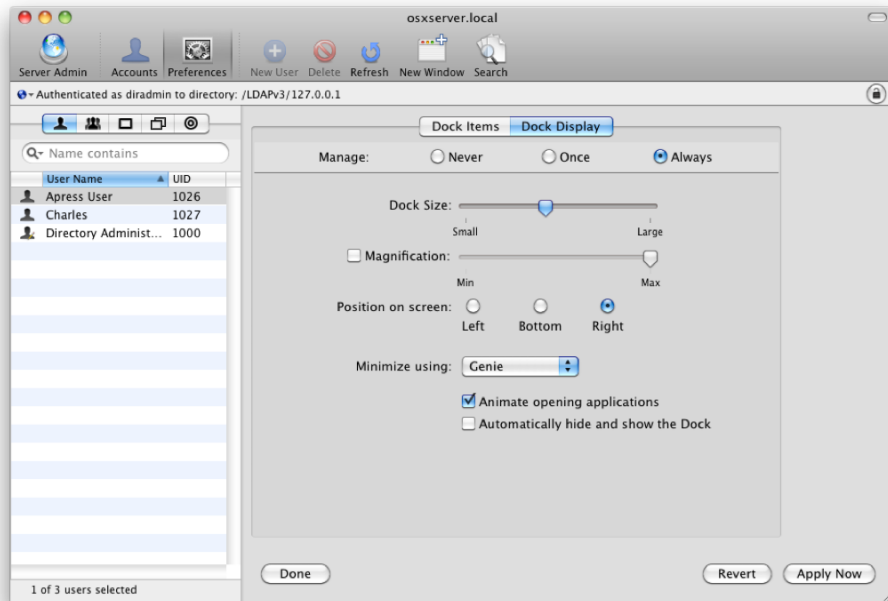 osxserver.local
Server Admin Accounts Preferences New User Delete Refresh New Window Search
Authenticated as diradmin to directory: /LDAPv3/127.0.0.1
Dock Items Dock Display
Name contains
Manage: Never Once Always
User Name UID
Apress User 1026
Charles 1027
Directory Administ... 1000
Dock Size:
Small Large
Magnification:
Min Max
Position on screen:
Left Bottom Right
Minimize using: Genie
Animate opening applications
Automatically hide and show the Dock
Done Revert Apply Now
1 of 3 users selected